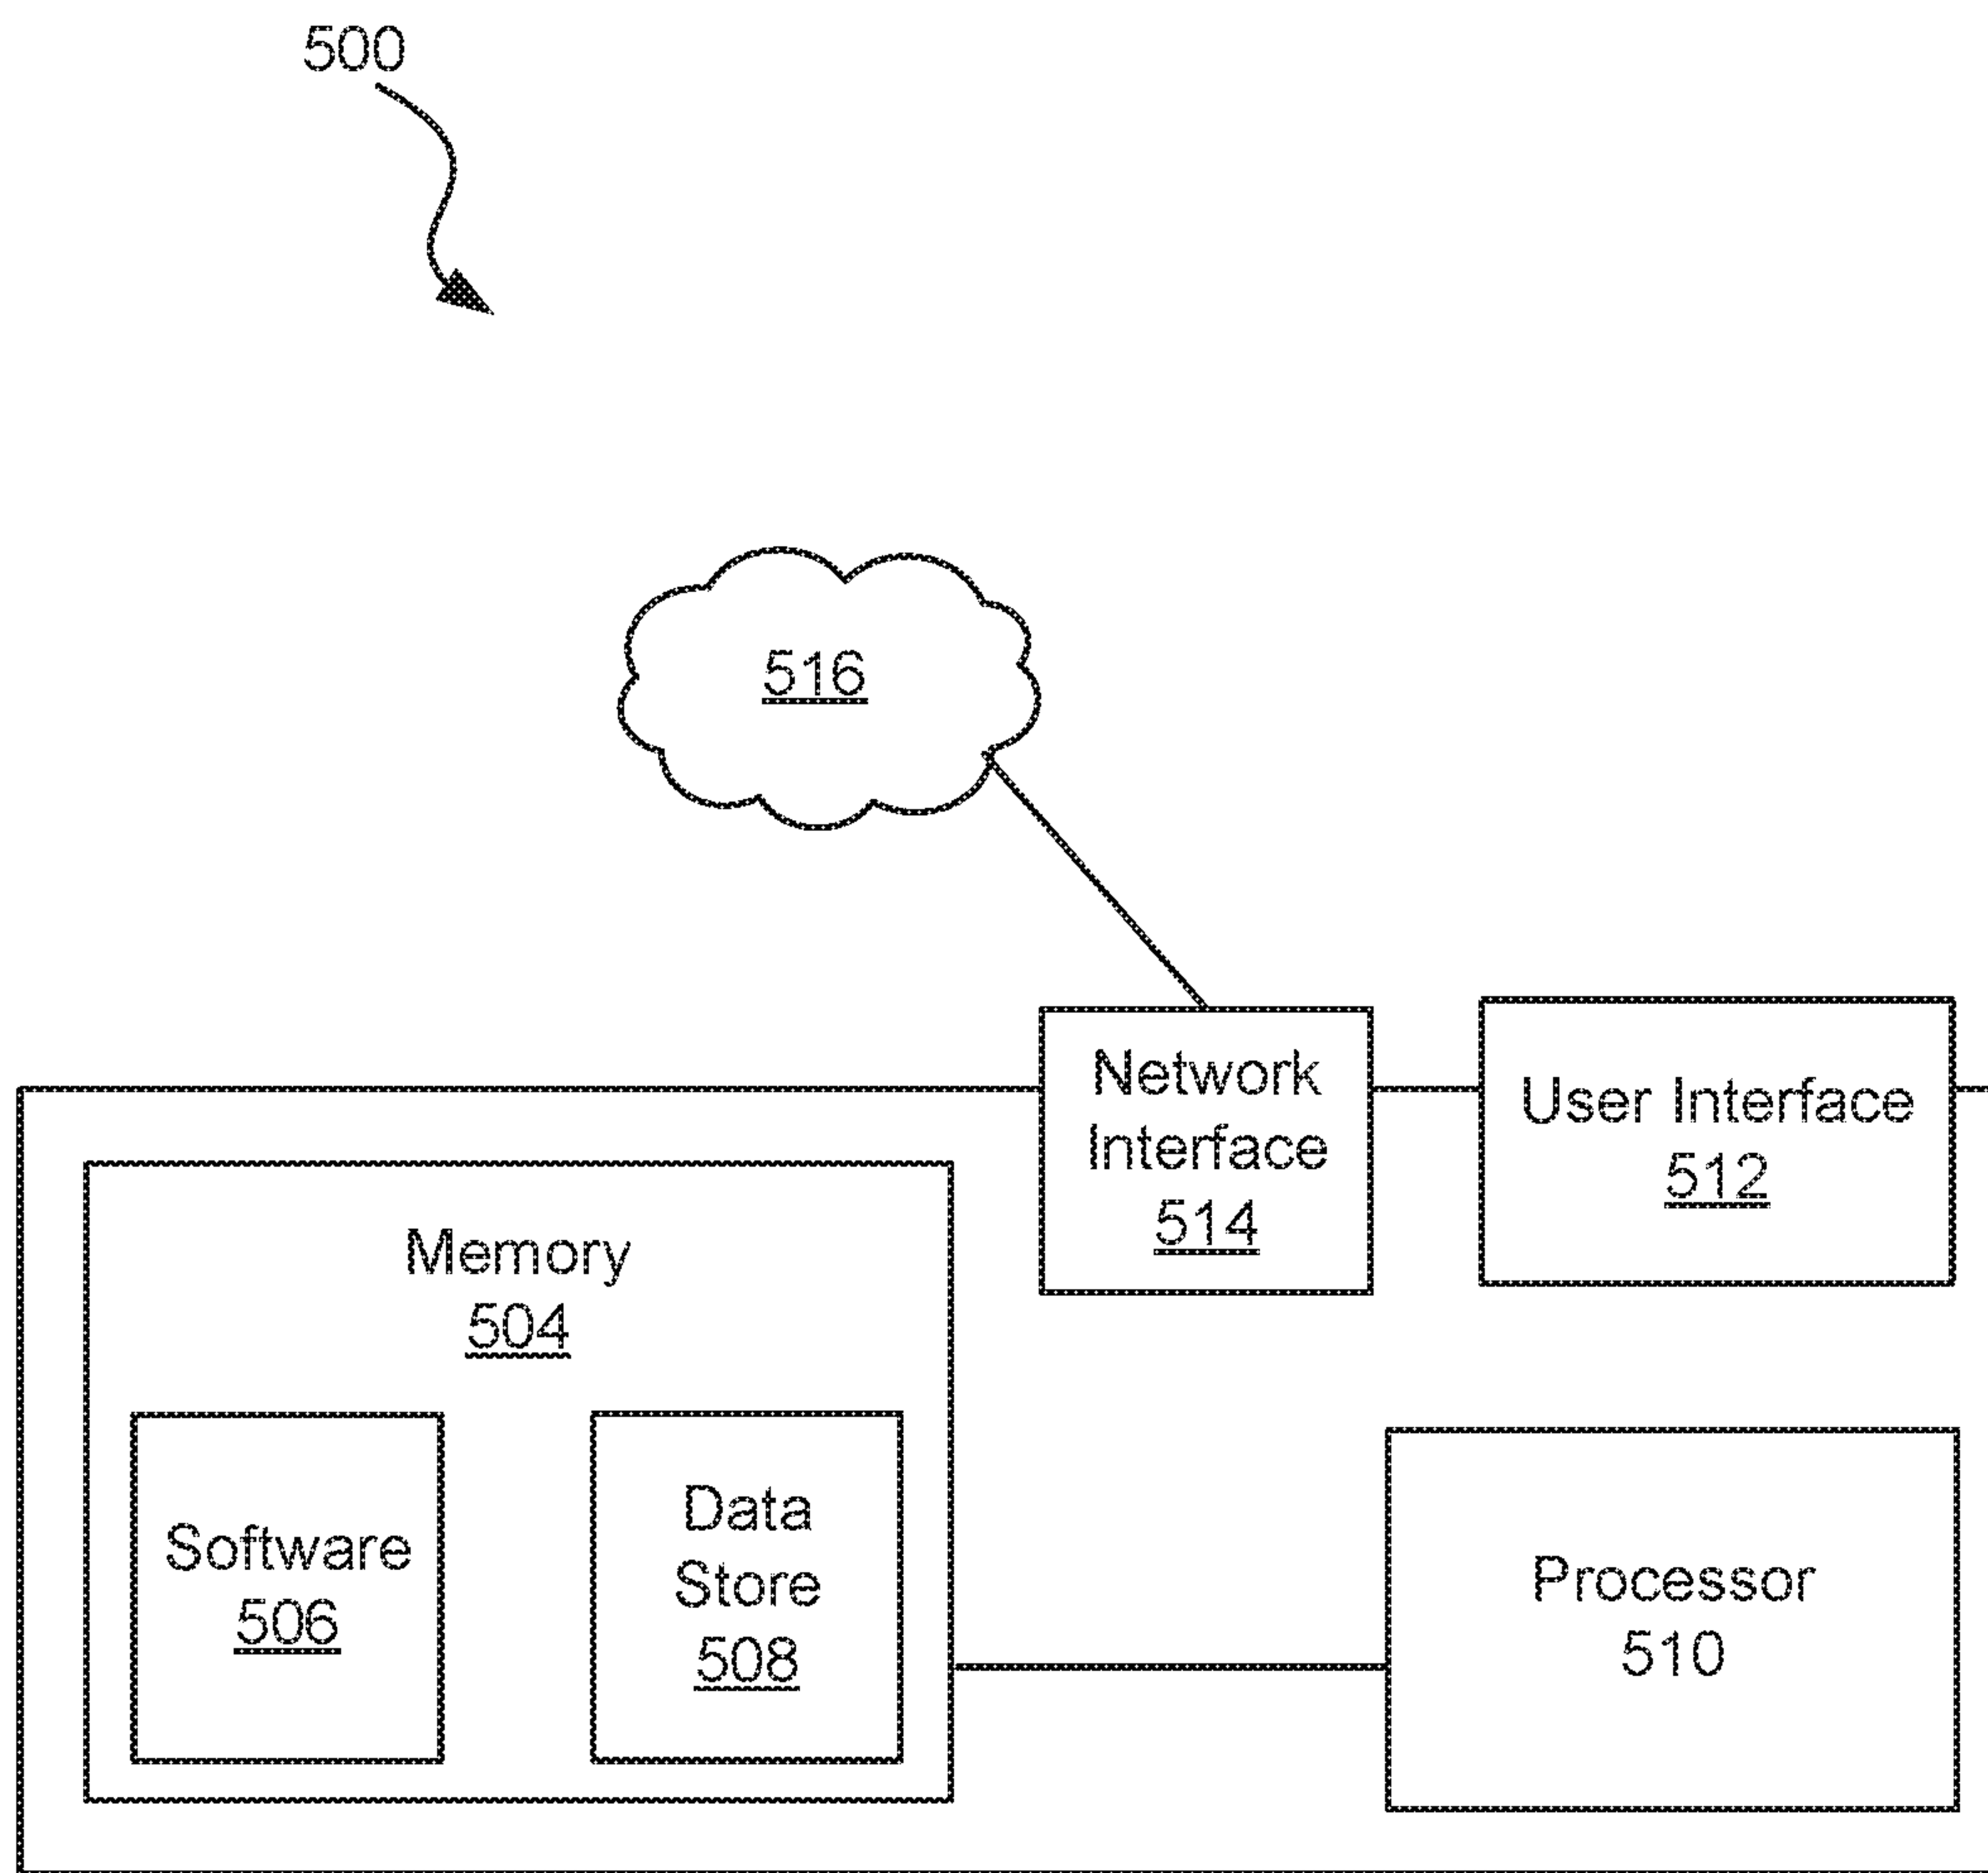 500
516
Network
Interface
514
User Interface
512
Memory
504
Software
506
Data
Store
508
Processor
510